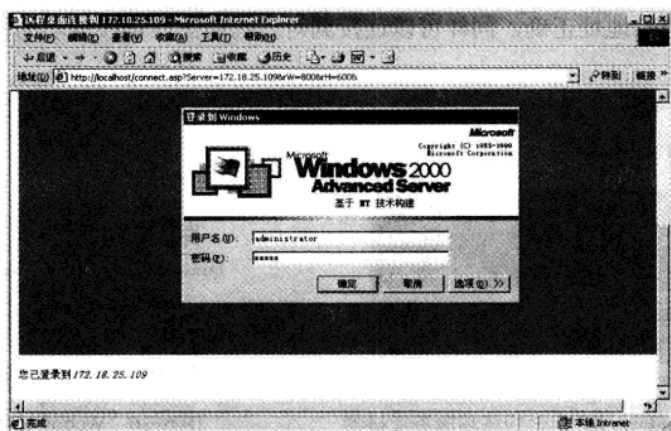 远程桌面连接到 172.18.25.109 - Microsoft Internet Explorer
文件(F) 编辑(E) 查看(V) 收藏(A) 工具(T) 帮助(H)
后退 搜索 收藏 历史
地址(D) http://localhost/connect.asp?Server=172.18.25.109&rW=800&rH=600& 转到 链接 »
登录到 Windows
Microsoft
Copyright (C) 1985-1999
Microsoft Corporation
Microsoft
Windows 2000
Advanced Server
基于 NT 技术构建
用户名(U): administrator
密码(P): *****
确定 取消 选项(O) >>
您已登录到 172.18.25.109
完成 本地 Intranet